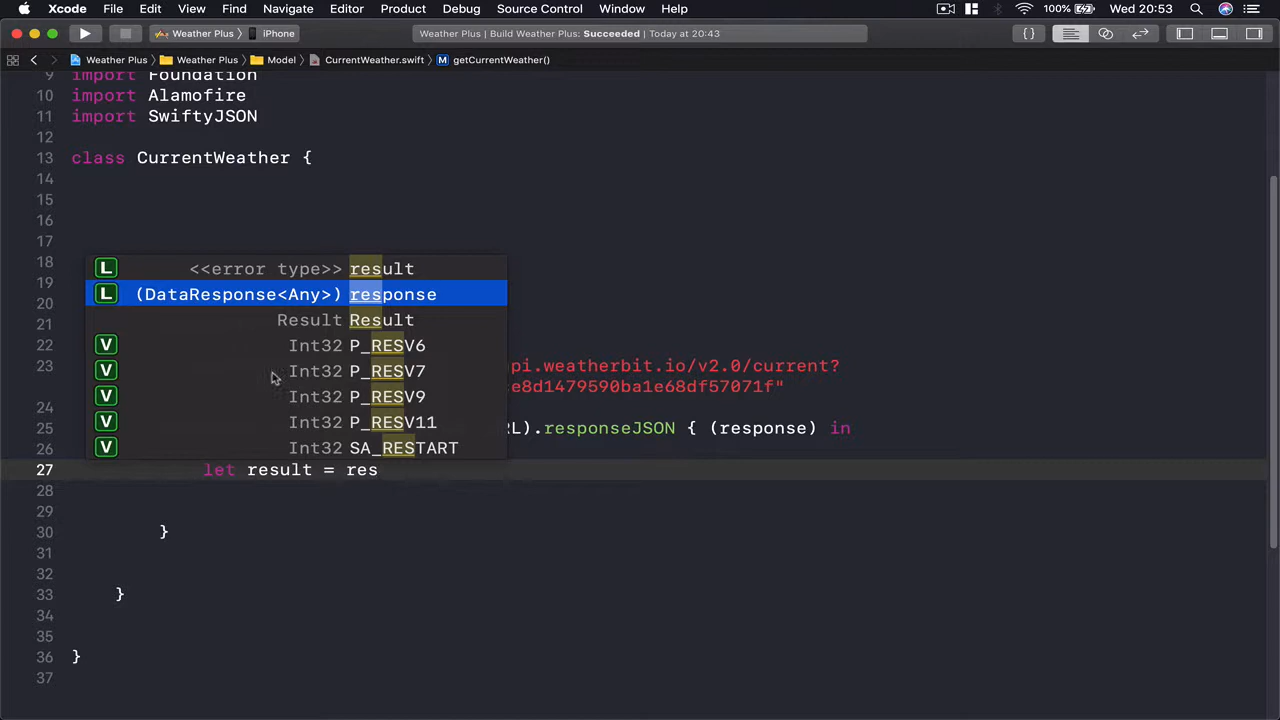 Xcode File Edit View Find Navigate Editor Product Debug Source Control Window Help 100% Wed 20:53
Weather Plus iPhone Weather Plus | Build Weather Plus: Succeeded | Today at 20:43
Weather Plus Weather Plus Model CurrentWeather.swift M getCurrentWeather()
9 import Foundation
10 import Alamofire
11 import SwiftyJSON
12
13 class CurrentWeather {
14
15
16
17
18
L <<error type>> result
19
L (DataResponse<Any>) response
20
Result Result
21
22
V Int32 P_RESV6
23 pi.weatherbit.io/v2.0/current?
V Int32 P_RESV7
e8d1479590ba1e68df57071f"
V Int32 P_RESV9
24
V Int32 P_RESV11
25 RL).responseJSON { (response) in
26
V Int32 SA_RESTART
27 let result = res
28
29
30 }
31
32
33 }
34
35
36 }
37